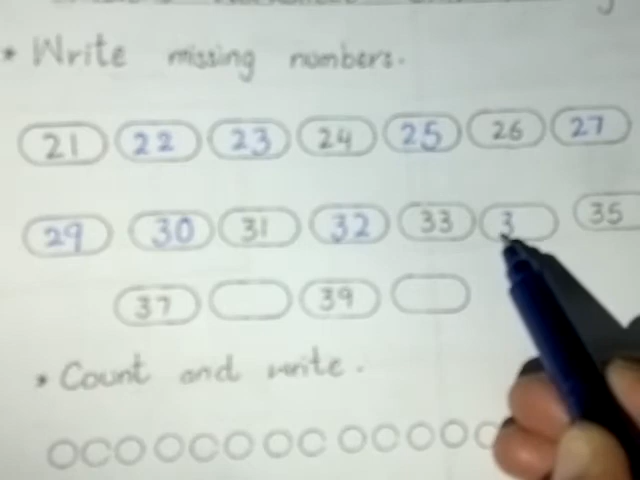 * Write missing numbers.
21 22 23 24 25 26 27
29 30 31 32 33 3 35
37 39
* Count and write.